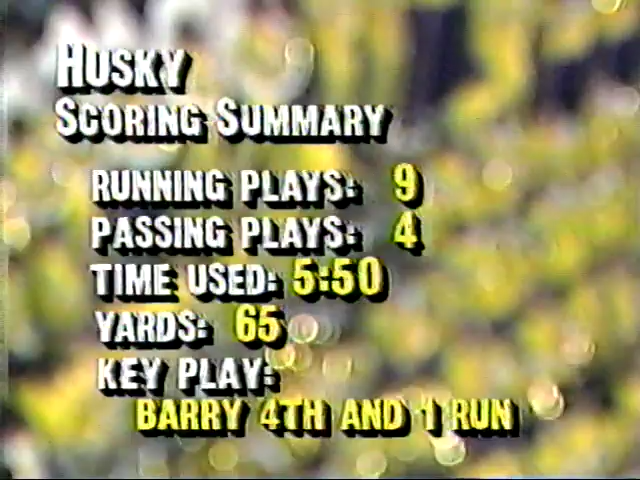 HUSKY
SCORING SUMMARY
RUNNING PLAYS: 9
PASSING PLAYS: 4
TIME USED: 5:50
YARDS: 65
KEY PLAY:
BARRY 4TH AND 1 RUN